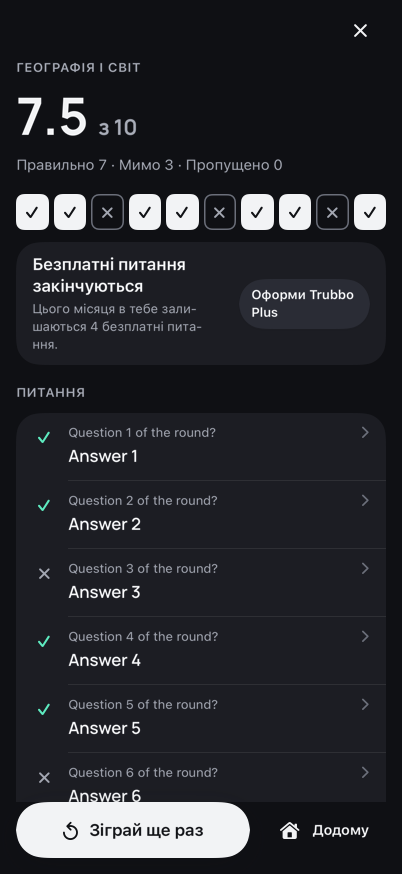 ГЕОГРАФІЯ І СВІТ
7.5 з 10
Правильно 7 · Мимо 3 · Пропущено 0
Безплатні питання
закінчуються
Цього місяця в тебе зали-
шаються 4 безплатні пита-
ння.
Оформи Trubbo
Plus
ПИТАННЯ
Question 1 of the round?
Answer 1
Question 2 of the round?
Answer 2
Question 3 of the round?
Answer 3
Question 4 of the round?
Answer 4
Question 5 of the round?
Answer 5
Question 6 of the round?
Answer 6
Зіграй ще раз
Додому